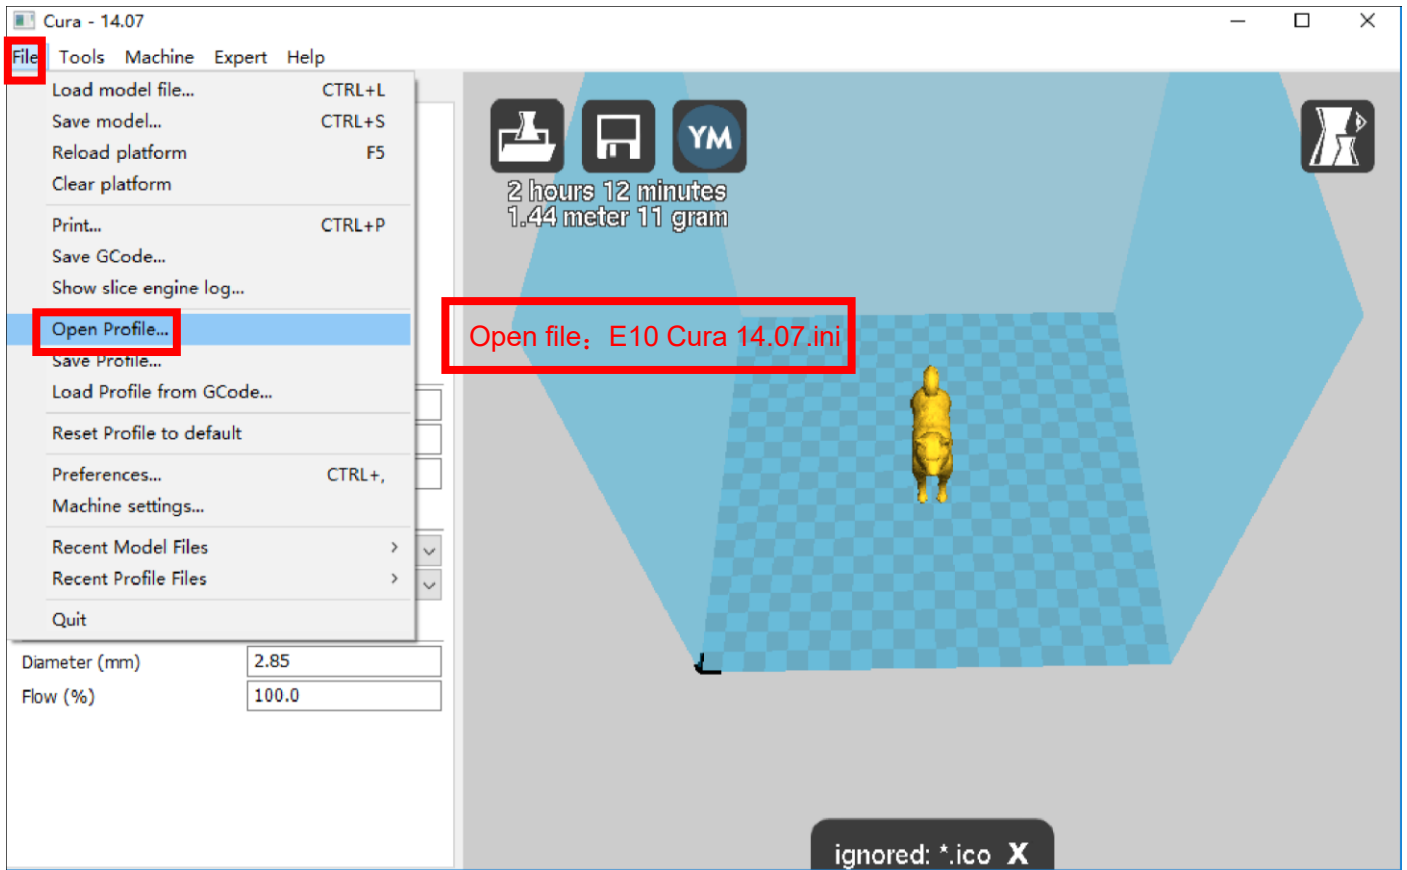 Cura - 14.07
File Tools Machine Expert Help
Load model file... CTRL+L
Save model... CTRL+S
Reload platform F5
Clear platform
Print... CTRL+P
Save GCode...
Show slice engine log...
Open Profile...
Save Profile...
Load Profile from GCode...
Reset Profile to default
Preferences... CTRL+,
Machine settings...
Recent Model Files >
Recent Profile Files >
Quit
Diameter (mm) 2.85
Flow (%) 100.0
YM
2 hours 12 minutes
1.44 meter 11 gram
Open file：E10 Cura 14.07.ini
ignored: *.ico X